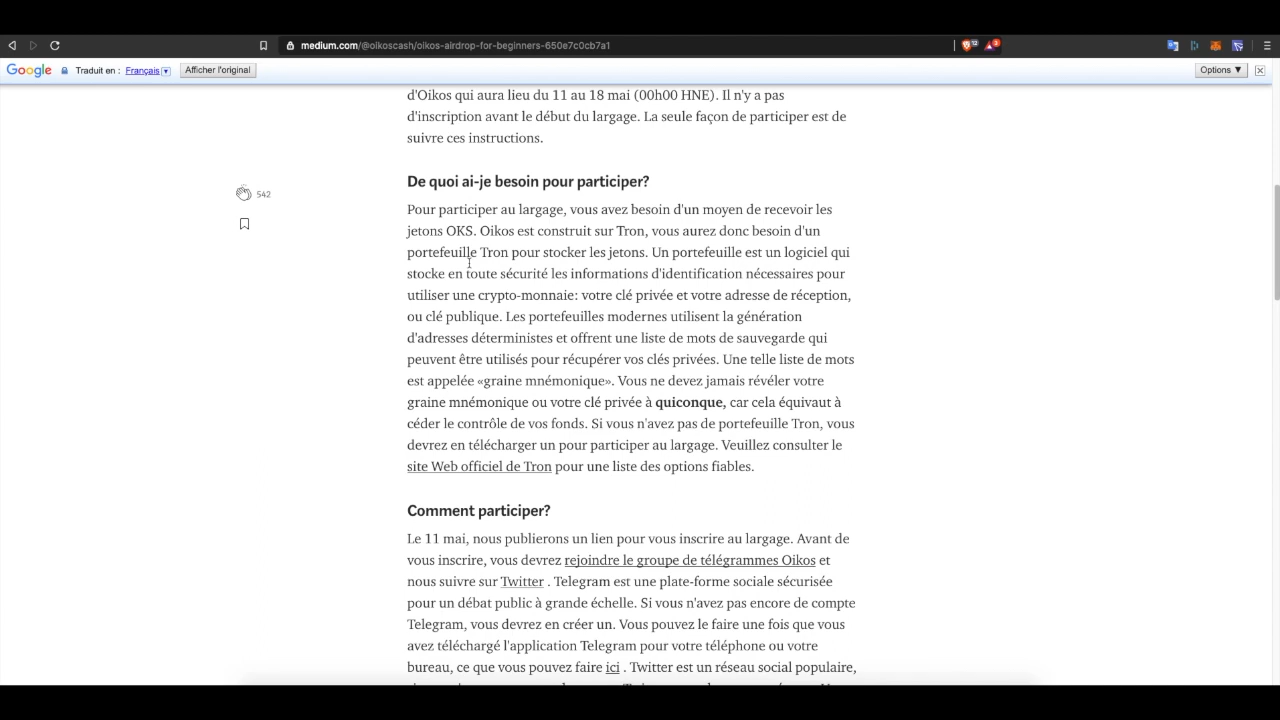 medium.com/@oikoscash/oikos-airdrop-for-beginners-650e7c0cb7a1
Google Traduit en : Français Afficher l'original Options ▼
d'Oikos qui aura lieu du 11 au 18 mai (00h00 HNE). Il n'y a pas
d'inscription avant le début du largage. La seule façon de participer est de
suivre ces instructions.
De quoi ai-je besoin pour participer?
542
Pour participer au largage, vous avez besoin d'un moyen de recevoir les
jetons OKS. Oikos est construit sur Tron, vous aurez donc besoin d'un
portefeuille Tron pour stocker les jetons. Un portefeuille est un logiciel qui
stocke en toute sécurité les informations d'identification nécessaires pour
utiliser une crypto-monnaie: votre clé privée et votre adresse de réception,
ou clé publique. Les portefeuilles modernes utilisent la génération
d'adresses déterministes et offrent une liste de mots de sauvegarde qui
peuvent être utilisés pour récupérer vos clés privées. Une telle liste de mots
est appelée «graine mnémonique». Vous ne devez jamais révéler votre
graine mnémonique ou votre clé privée à quiconque, car cela équivaut à
céder le contrôle de vos fonds. Si vous n'avez pas de portefeuille Tron, vous
devrez en télécharger un pour participer au largage. Veuillez consulter le
site Web officiel de Tron pour une liste des options fiables.
Comment participer?
Le 11 mai, nous publierons un lien pour vous inscrire au largage. Avant de
vous inscrire, vous devrez rejoindre le groupe de télégrammes Oikos et
nous suivre sur Twitter . Telegram est une plate-forme sociale sécurisée
pour un débat public à grande échelle. Si vous n'avez pas encore de compte
Telegram, vous devrez en créer un. Vous pouvez le faire une fois que vous
avez téléchargé l'application Telegram pour votre téléphone ou votre
bureau, ce que vous pouvez faire ici . Twitter est un réseau social populaire,